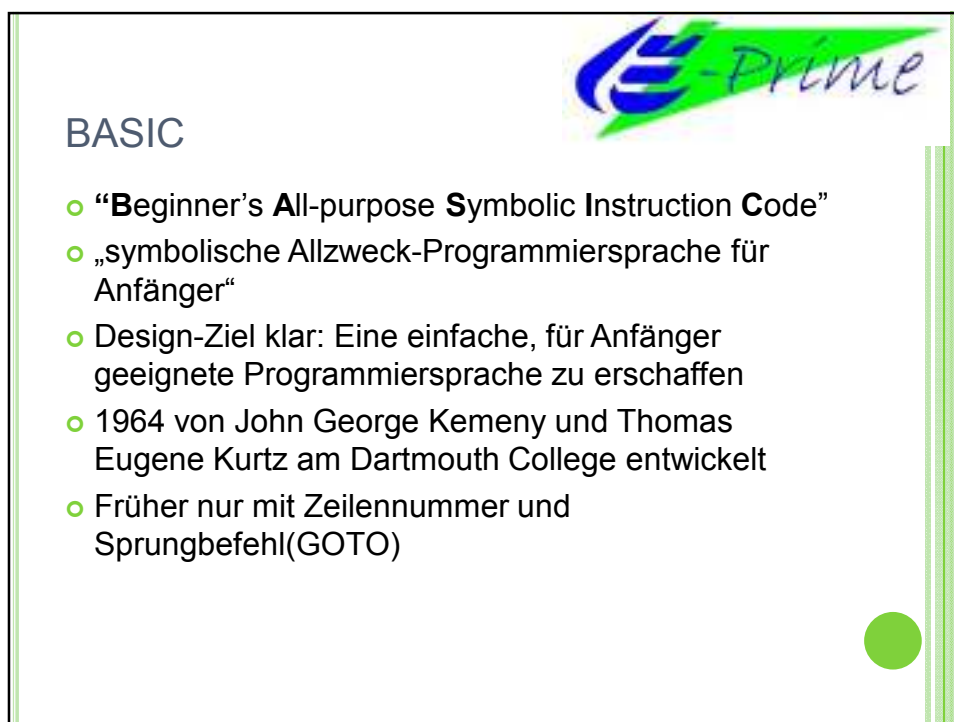 E-Prime
BASIC
“Beginner’s All-purpose Symbolic Instruction Code”
„symbolische Allzweck-Programmiersprache für
Anfänger“
Design-Ziel klar: Eine einfache, für Anfänger
geeignete Programmiersprache zu erschaffen
1964 von John George Kemeny und Thomas
Eugene Kurtz am Dartmouth College entwickelt
Früher nur mit Zeilennummer und
Sprungbefehl(GOTO)